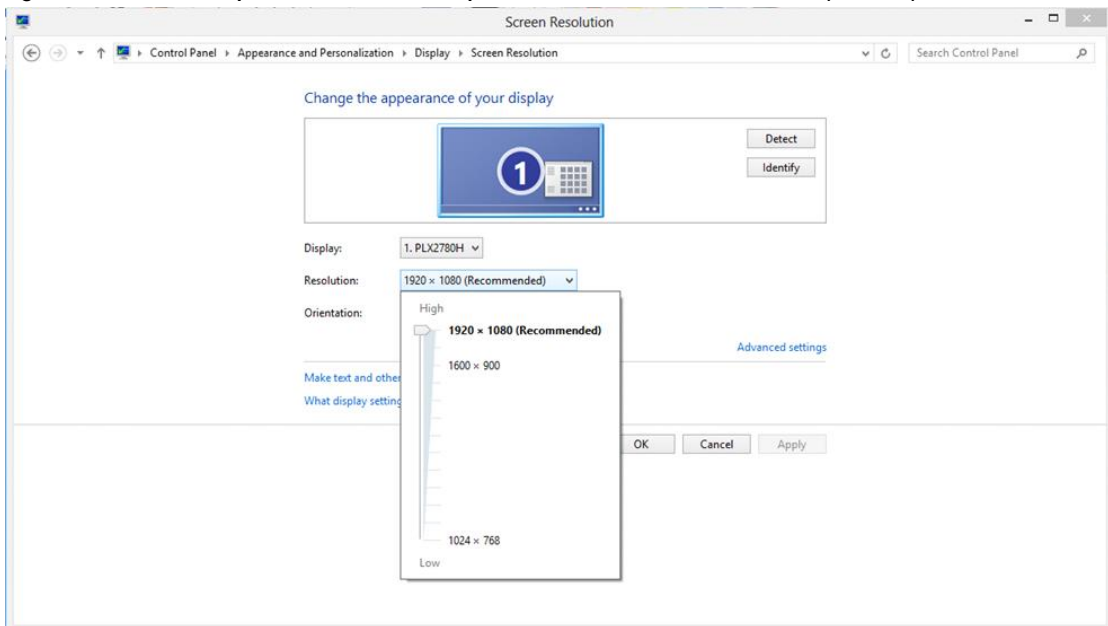 Screen Resolution
Control Panel Appearance and Personalization Display Screen Resolution
Search Control Panel
Change the appearance of your display
1
Detect
Identify
Display: 1. PLX2780H
Resolution: 1920 × 1080 (Recommended)
Orientation:
High
1920 × 1080 (Recommended)
1600 × 900
1024 × 768
Low
Advanced settings
Make text and other
What display setting
OK Cancel Apply